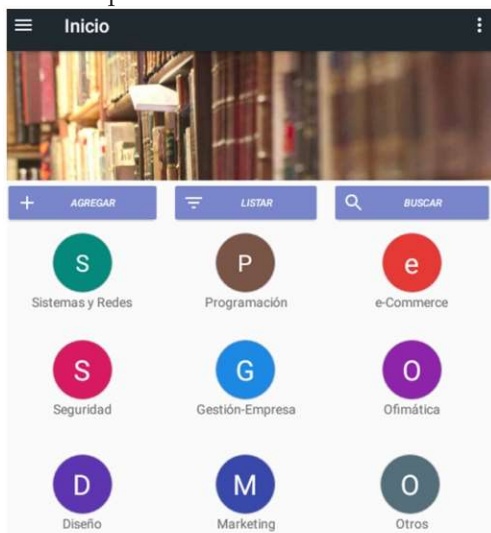 Inicio
AGREGAR LISTAR BUSCAR
S P e
Sistemas y Redes Programación e-Commerce
S G O
Seguridad Gestión-Empresa Ofimática
D M O
Diseño Marketing Otros